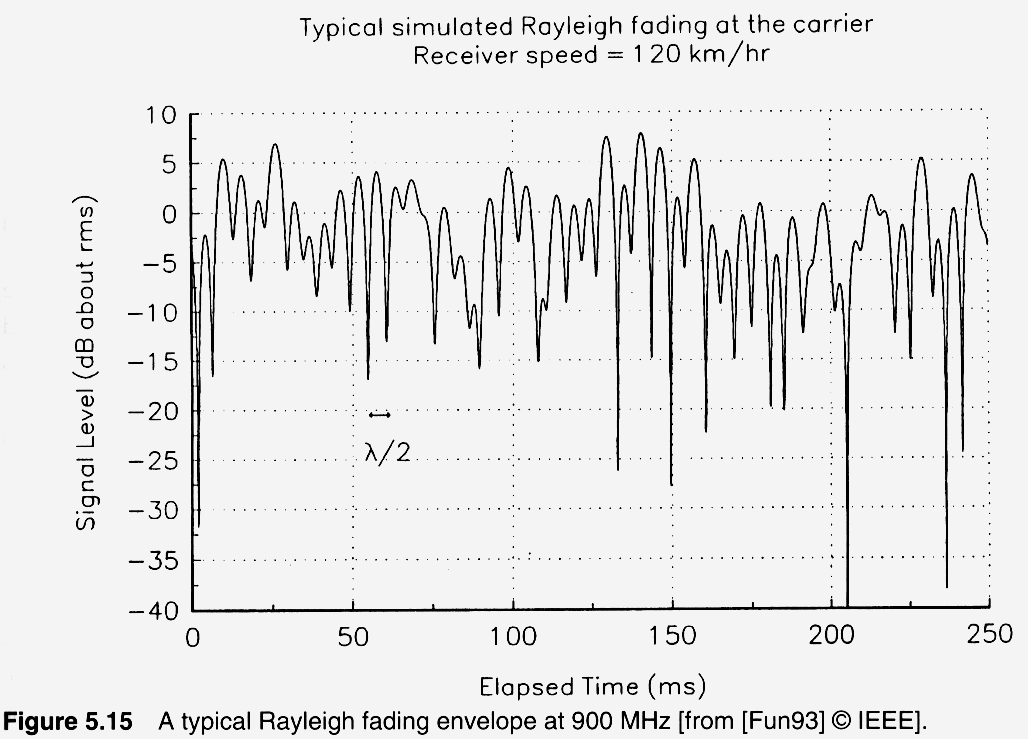 Typical simulated Rayleigh fading at the carrier
Receiver speed = 120 km/hr
Signal Level (dB about rms)
10
5
0
−5
−10
−15
−20
−25
−30
−35
−40
λ/2
0 50 100 150 200 250
Elapsed Time (ms)
Figure 5.15 A typical Rayleigh fading envelope at 900 MHz [from [Fun93] © IEEE].